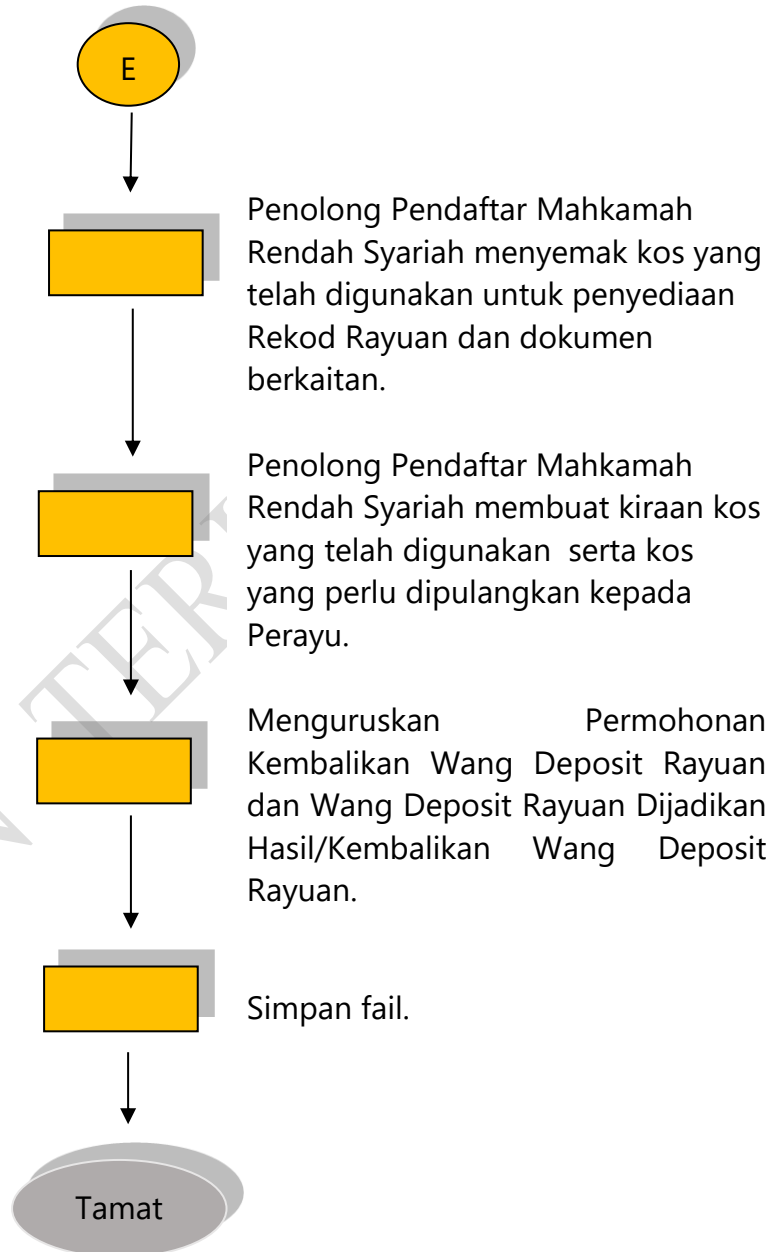 E
Penolong Pendaftar Mahkamah
Rendah Syariah menyemak kos yang
telah digunakan untuk penyediaan
Rekod Rayuan dan dokumen
berkaitan.
Penolong Pendaftar Mahkamah
Rendah Syariah membuat kiraan kos
yang telah digunakan serta kos
yang perlu dipulangkan kepada
Perayu.
Menguruskan Permohonan
Kembalikan Wang Deposit Rayuan
dan Wang Deposit Rayuan Dijadikan
Hasil/Kembalikan Wang Deposit
Rayuan.
Simpan fail.
Tamat